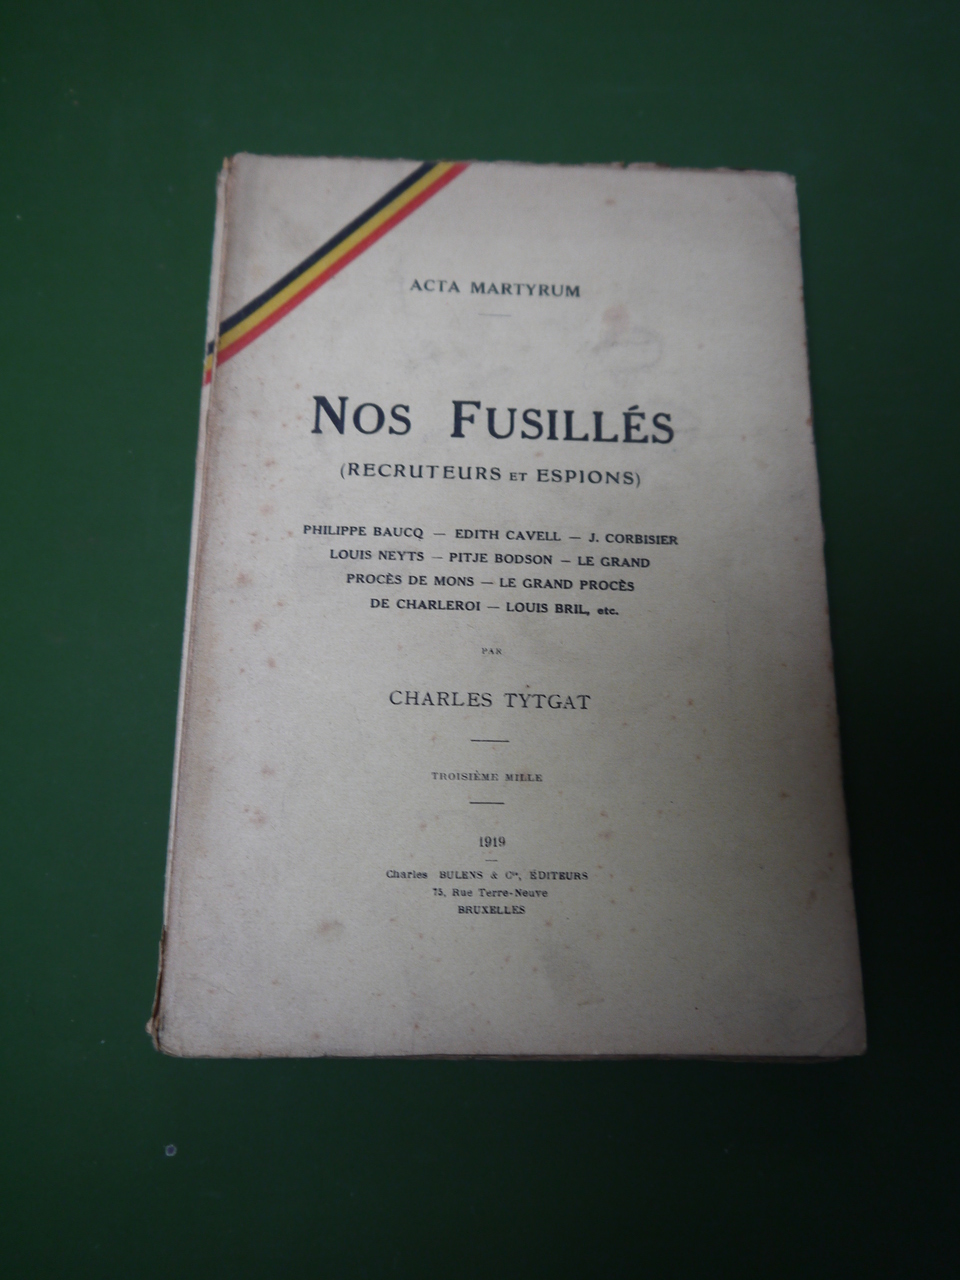 ACTA MARTYRUM
NOS FUSILLÉS
(RECRUTEURS ET ESPIONS)
PHILIPPE BAUCQ — EDITH CAVELL — J. CORBISIER
LOUIS NEYTS — PITJE BODSON — LE GRAND
PROCÈS DE MONS — LE GRAND PROCÈS
DE CHARLEROI — LOUIS BRIL, etc.
PAR
CHARLES TYTGAT
TROISIÈME MILLE
1919
Charles BULENS & Cie, ÉDITEURS
75, Rue Terre-Neuve
BRUXELLES